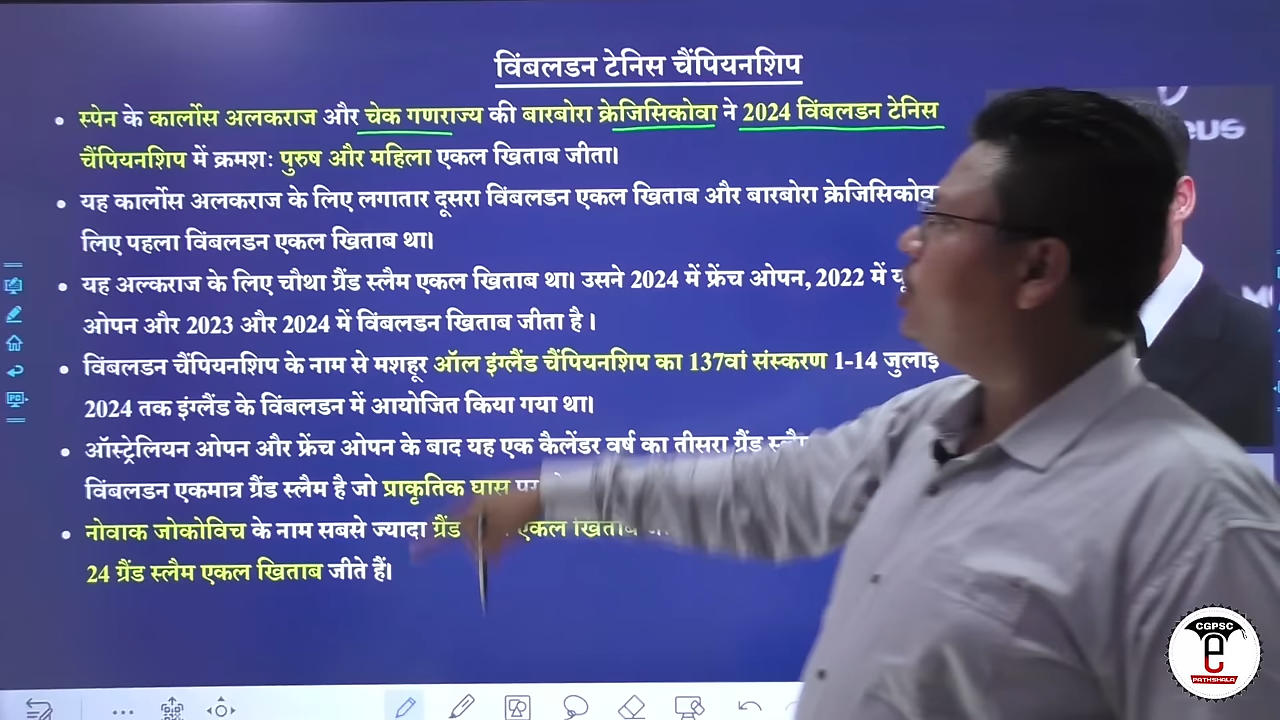 विंबलडन टेनिस चैंपियनशिप
• स्पेन के कार्लोस अलकराज और चेक गणराज्य की बारबोरा क्रेजिसिकोवा ने 2024 विंबलडन टेनिस
चैंपियनशिप में क्रमशः पुरुष और महिला एकल खिताब जीता।
• यह कार्लोस अलकराज के लिए लगातार दूसरा विंबलडन एकल खिताब और बारबोरा
लिए पहला विंबलडन एकल खिताब था।
• यह अल्कराज के लिए चौथा ग्रैंड स्लैम एकल खिताब था। उसने 2024 में फ्रेंच ओपन, 2022 में
ओपन और 2023 और 2024 में विंबलडन खिताब जीता है ।
• विंबलडन चैंपियनशिप के नाम से मशहूर ऑल इंग्लैंड चैंपियनशिप का 137वां संस्करण 1-14 जुलाई
2024 तक इंग्लैंड के विंबलडन में आयोजित किया गया था।
• ऑस्ट्रेलियन ओपन और फ्रेंच ओपन के बाद यह एक कैलेंडर वर्ष का तीसरा ग्रैंड
विंबलडन एकमात्र ग्रैंड स्लैम है जो प्राकृतिक घास
• नोवाक जोकोविच के नाम सबसे ज्यादा ग्रैंड एकल खिताब
24 ग्रैंड स्लैम एकल खिताब जीते हैं।
CGPSC
e
PATHSHALA